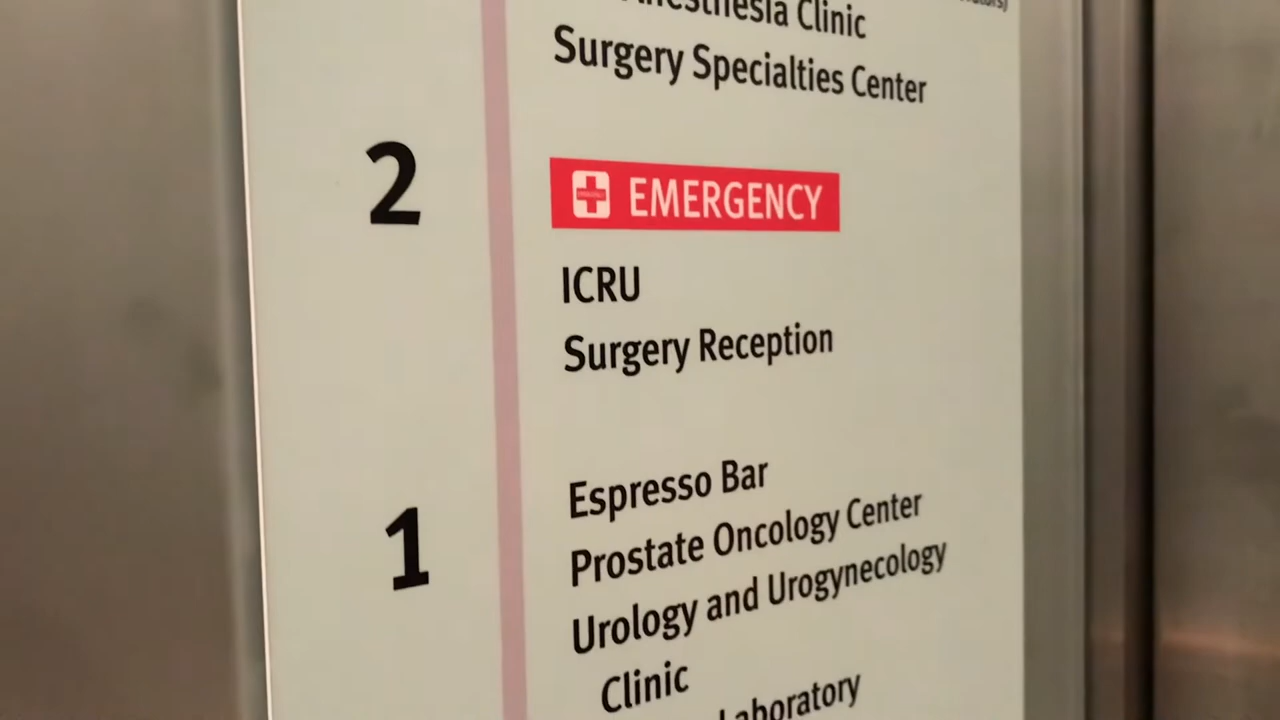 Clinic
Surgery Specialties Center
2
EMERGENCY
ICRU
Surgery Reception
1
Espresso Bar
Prostate Oncology Center
Urology and Urogynecology
Clinic
Laboratory